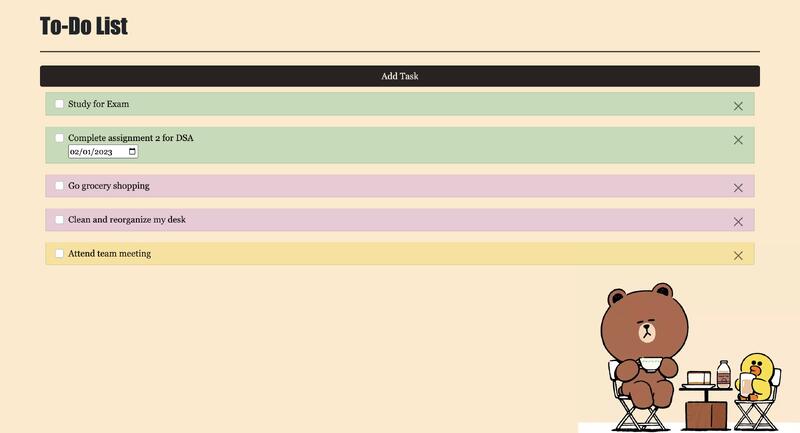 To-Do List
Add Task
Study for Exam
Complete assignment 2 for DSA
02/01/2023
Go grocery shopping
Clean and reorganize my desk
Attend team meeting